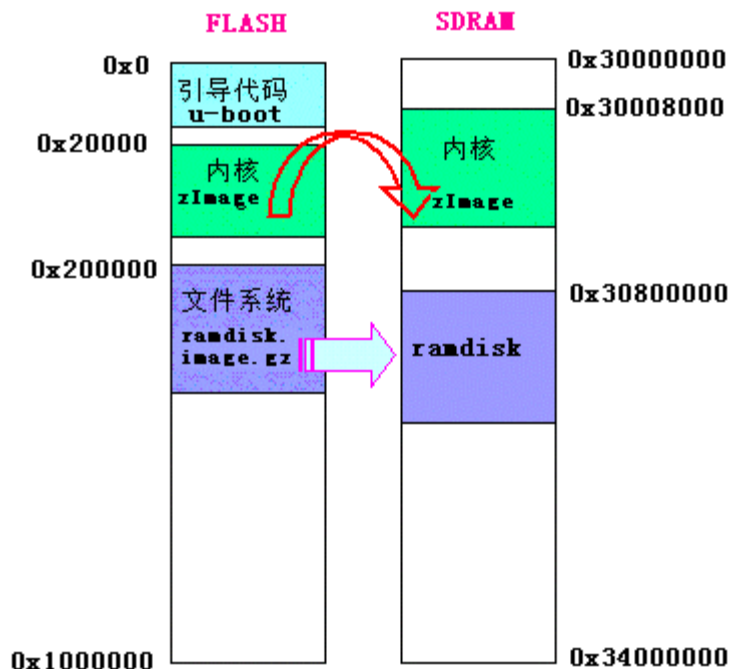 FLASH
SDRAM
0x0
0x30000000
引导代码
u-boot
0x30008000
0x20000
内核
zImage
内核
zImage
0x200000
0x30800000
文件系统
ramdisk.
image.gz
ramdisk
0x1000000
0x34000000